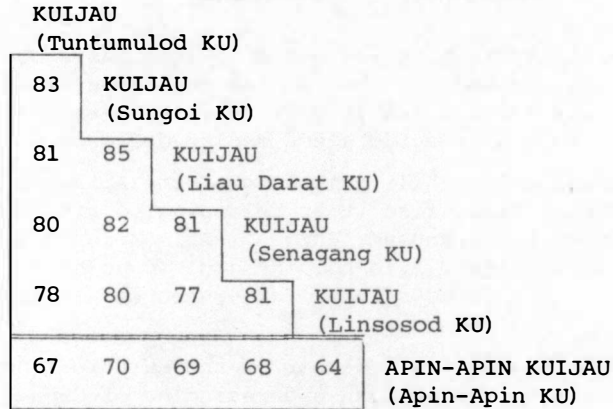 KUIJAU
(Tuntumulod KU)
83 KUIJAU
(Sungoi KU)
81 85 KUIJAU
(Liau Darat KU)
80 82 81 KUIJAU
(Senagang KU)
78 80 77 81 KUIJAU
(Linsosod KU)
67 70 69 68 64 APIN-APIN KUIJAU
(Apin-Apin KU)